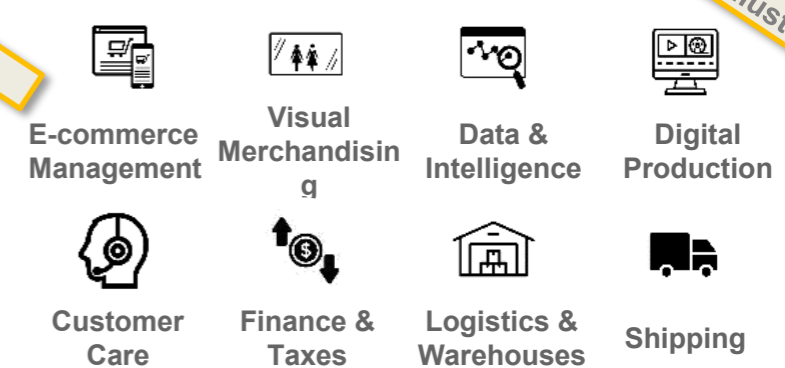 E-commerce
Management
Visual
Merchandisin
g
Data &
Intelligence
Digital
Production
Customer
Care
Finance &
Taxes
Logistics &
Warehouses
Shipping